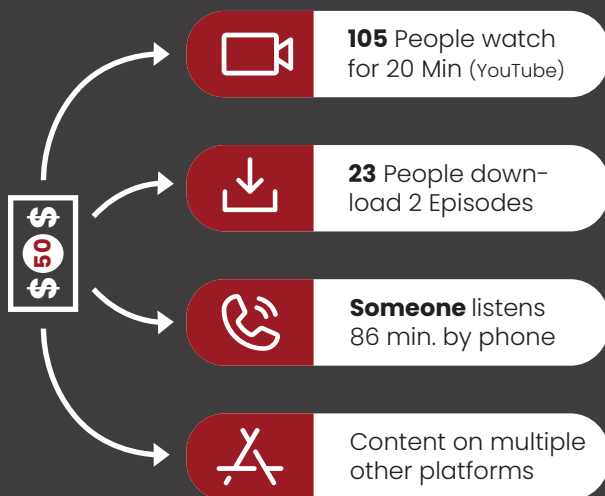 105 People watch
for 20 Min (YouTube)
23 People down-
load 2 Episodes
$ 50 $
Someone listens
86 min. by phone
Content on multiple
other platforms